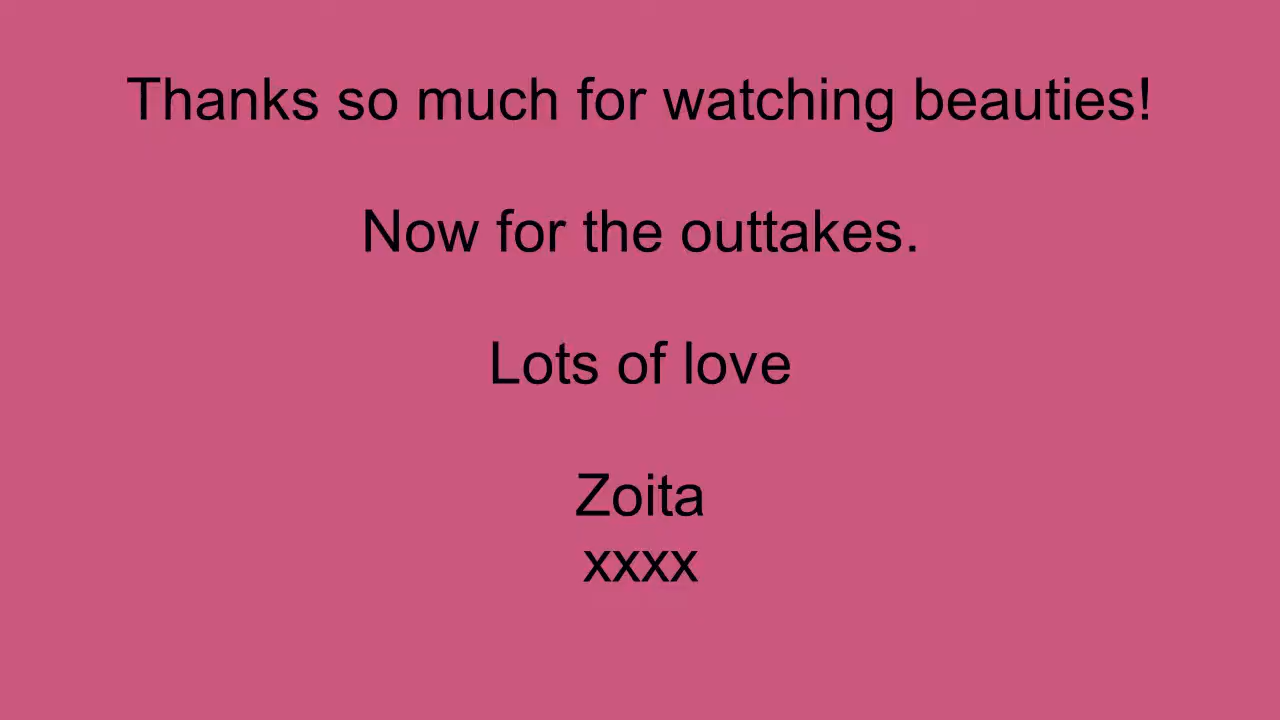 Thanks so much for watching beauties!
Now for the outtakes.
Lots of love
Zoita
xxxx